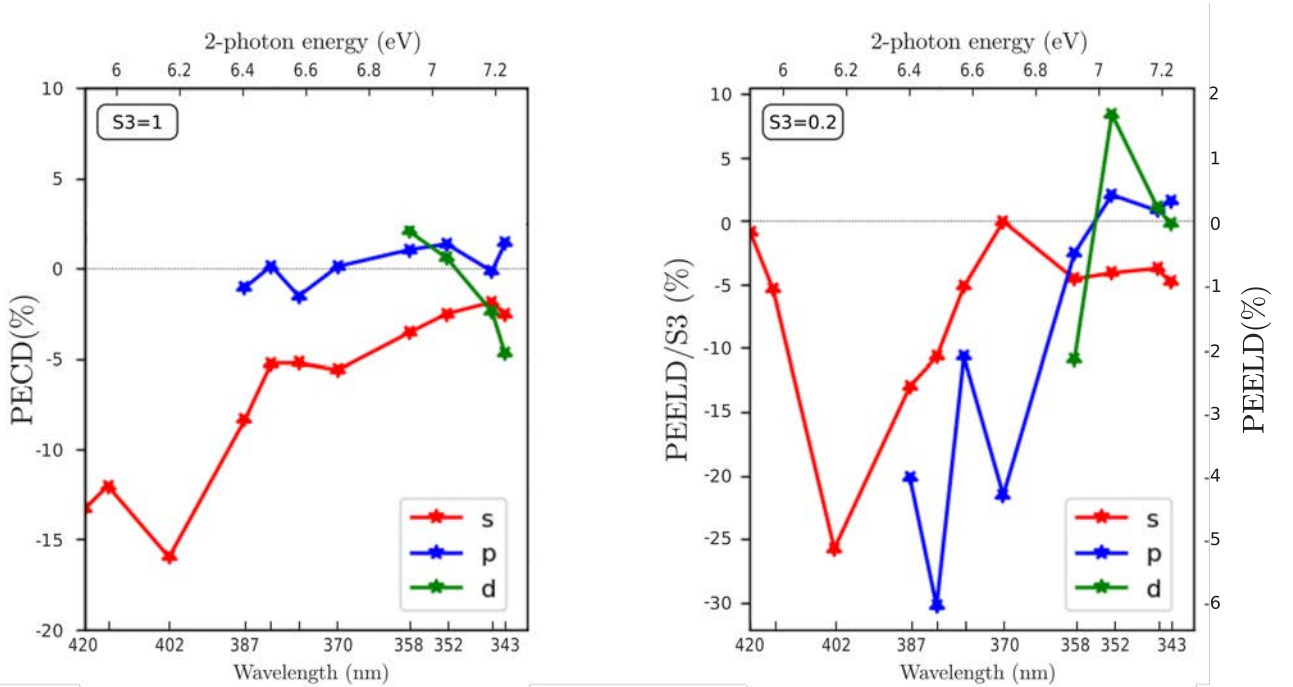 2-photon energy (eV)
6 6.2 6.4 6.6 6.8 7 7.2
10
5
0
-5
-10
-15
-20
PECD(%)
S3=1
s
p
d
420 402 387 370 358 352 343
Wavelength (nm)
2-photon energy (eV)
6 6.2 6.4 6.6 6.8 7 7.2
10
5
0
-5
-10
-15
-20
-25
-30
PEELD/S3 (%)
S3=0.2
s
p
d
2
1
0
-1
-2
-3
-4
-5
-6
PEELD(%)
420 402 387 370 358 352 343
Wavelength (nm)